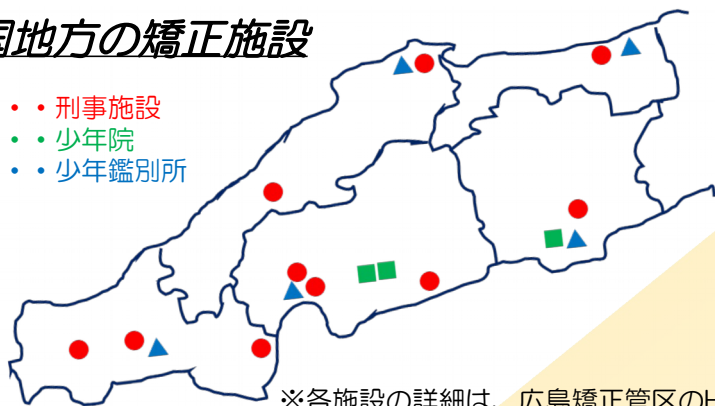 国地方の矯正施設
・・刑事施設
・・少年院
・・少年鑑別所
※各施設の詳細は、広島矯正管区のH